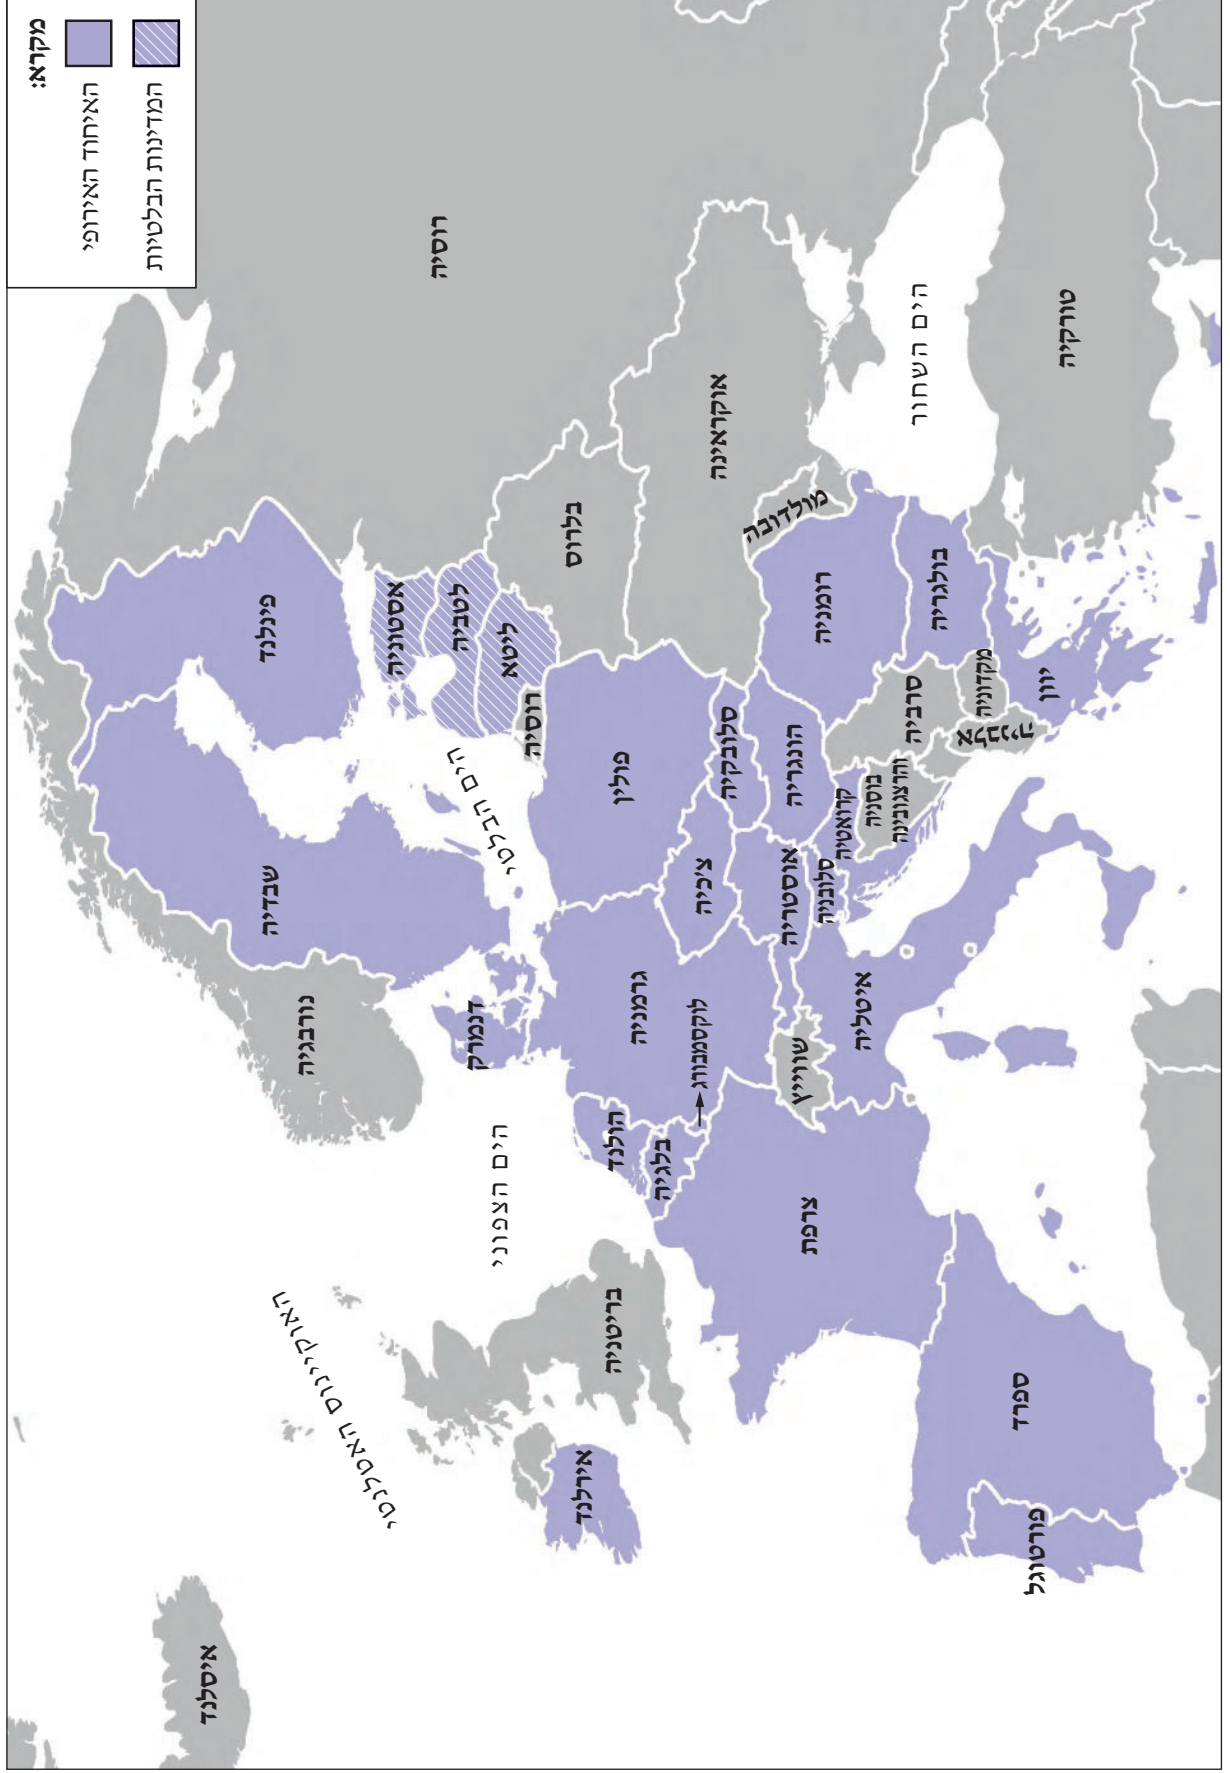 מקרא:
האיחוד האירופי
המדינות הבלטיות
איסלנד
האוקיינוס האטלנטי
נורבגיה
שבדיה
פינלנד
רוסיה
אסטוניה
לטביה
ליטא
רוסיה
הים הבלטי
דנמרק
הים הצפוני
בריטניה
אירלנד
הולנד
בלגיה
לוקסמבורג
גרמניה
פולין
בלרוס
אוקראינה
מולדובה
צ'כיה
סלובקיה
אוסטריה
הונגריה
רומניה
שווייץ
צרפת
איטליה
סלובניה
קרואטיה
בוסניה
והרצגובינה
סרביה
בולגריה
מקדוניה
אלבניה
יוון
הים השחור
טורקיה
ספרד
פורטוגל